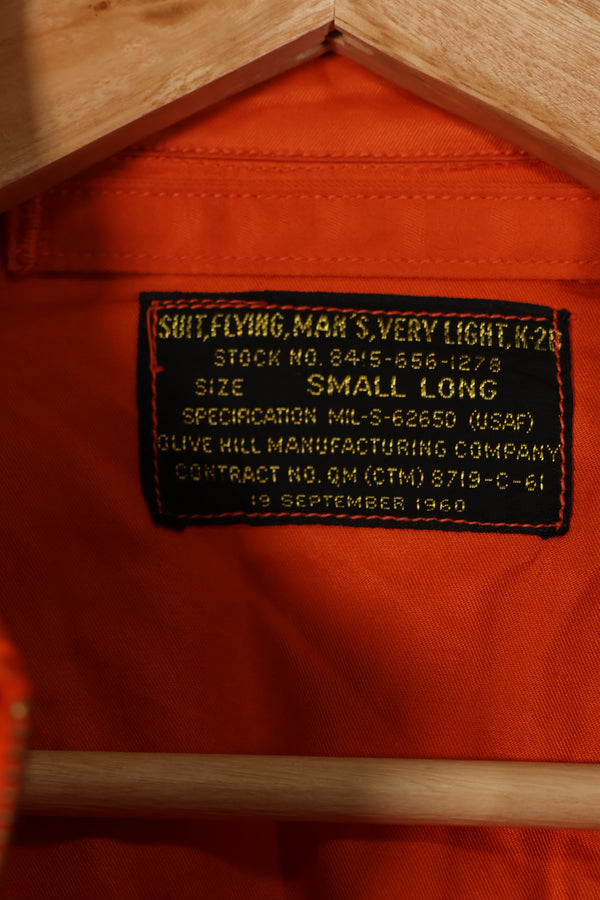 SUIT, FLYING, MAN'S, VERY LIGHT, K-2B
STOCK NO. 8415-656-1278
SIZE SMALL LONG
SPECIFICATION MIL-S-6265D (USAF)
OLIVE HILL MANUFACTURING COMPANY
CONTRACT NO. QM (CTM) 8719-C-61
19 SEPTEMBER 1960